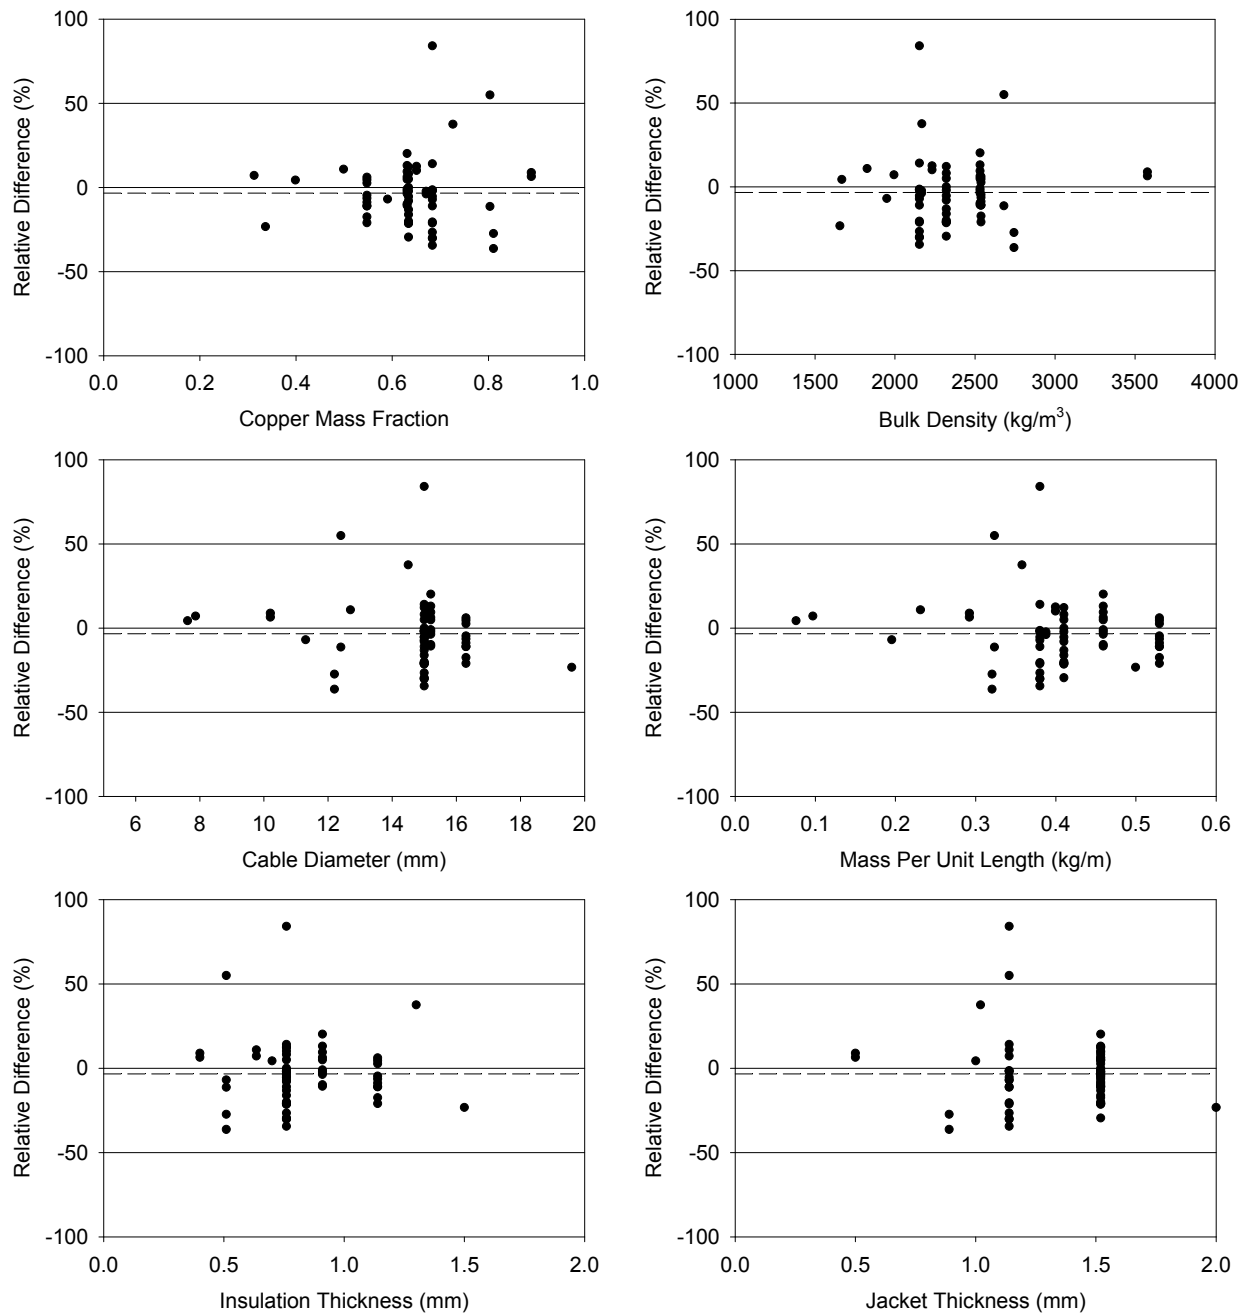 100
50
0
-50
-100
Relative Difference (%)
0.0 0.2 0.4 0.6 0.8 1.0
Copper Mass Fraction
100
50
0
-50
-100
Relative Difference (%)
1000 1500 2000 2500 3000 3500 4000
Bulk Density (kg/m³)
100
50
0
-50
-100
Relative Difference (%)
6 8 10 12 14 16 18 20
Cable Diameter (mm)
100
50
0
-50
-100
Relative Difference (%)
0.0 0.1 0.2 0.3 0.4 0.5 0.6
Mass Per Unit Length (kg/m)
100
50
0
-50
-100
Relative Difference (%)
0.0 0.5 1.0 1.5 2.0
Insulation Thickness (mm)
100
50
0
-50
-100
Relative Difference (%)
0.0 0.5 1.0 1.5 2.0
Jacket Thickness (mm)